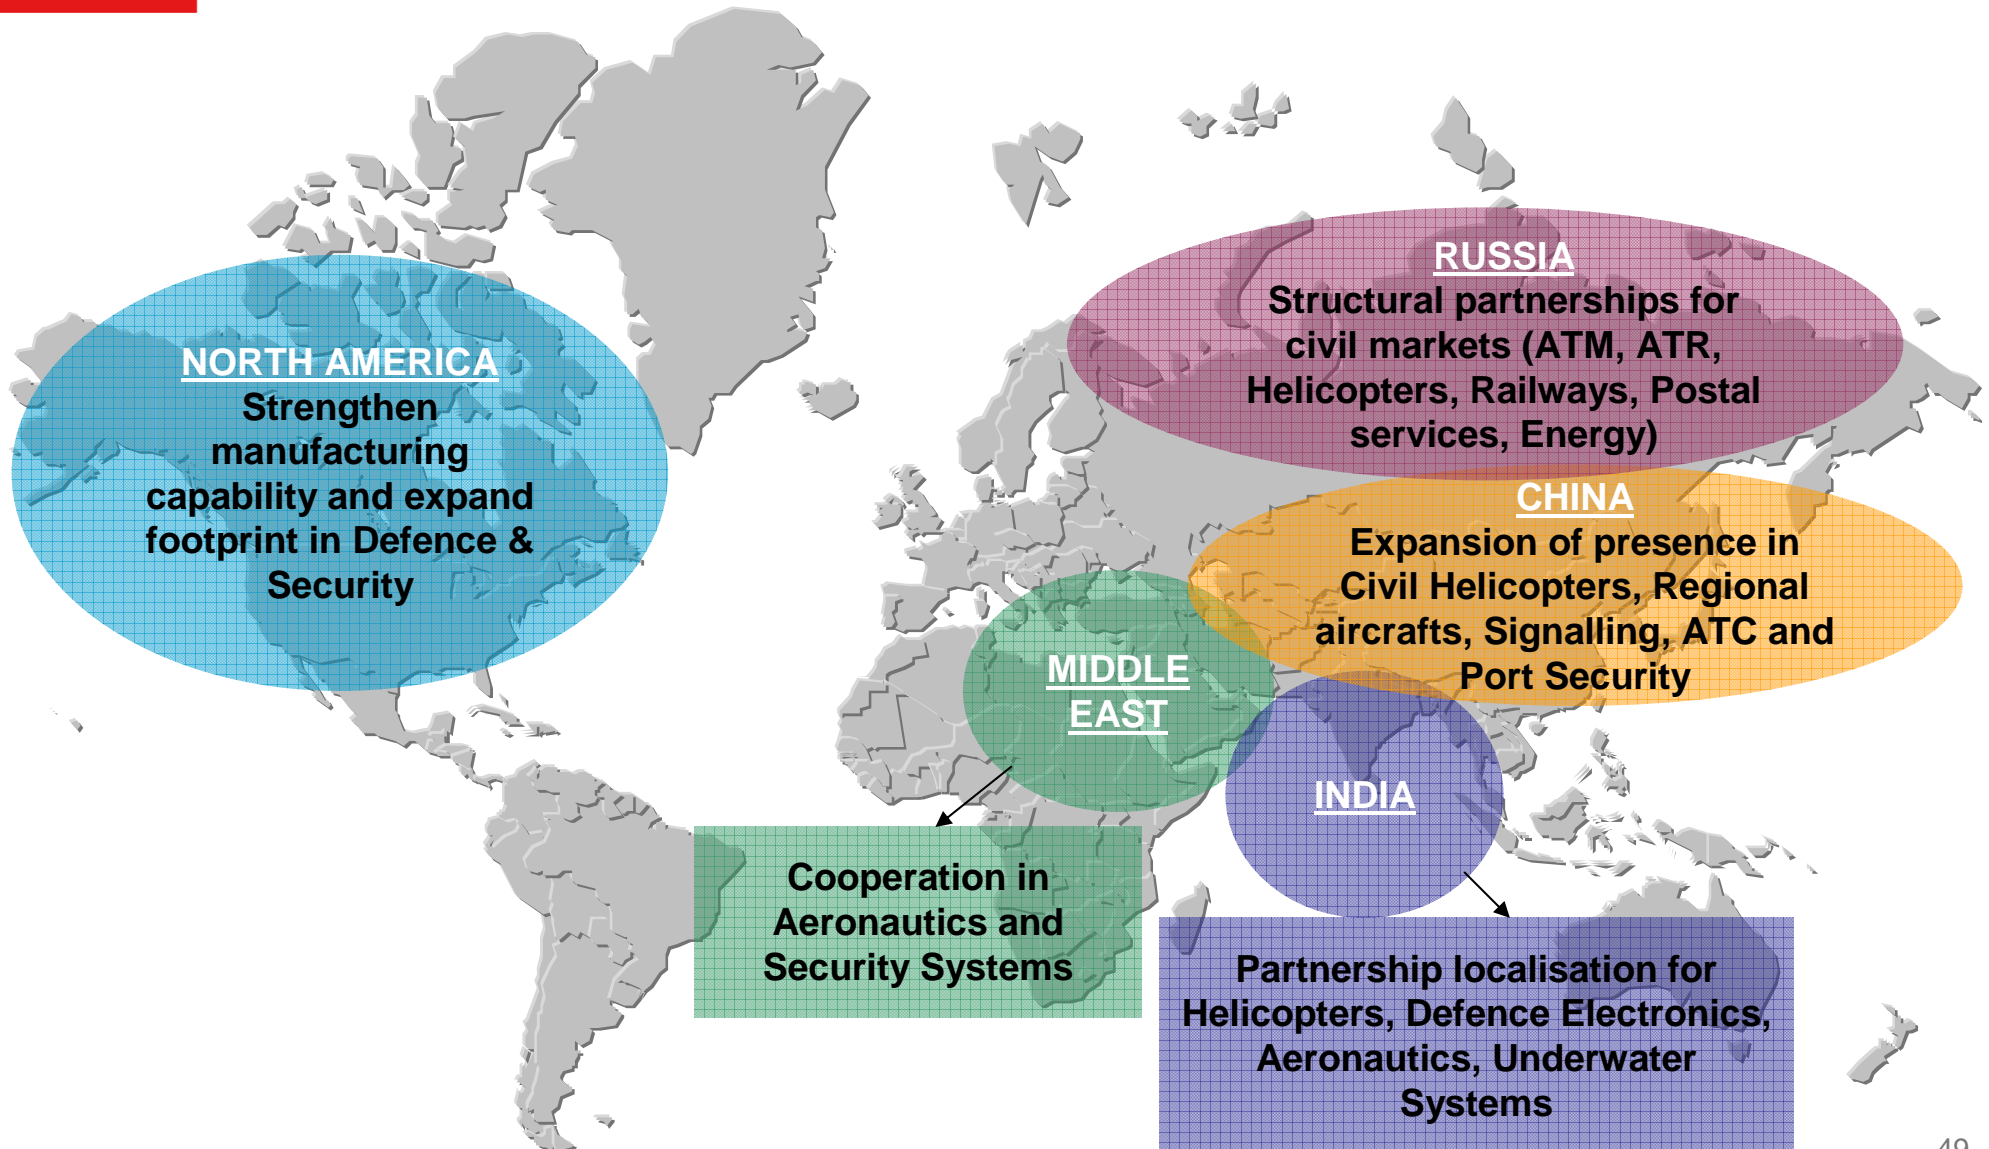 RUSSIA
Structural partnerships for
civil markets (ATM, ATR,
Helicopters, Railways, Postal
services, Energy)
NORTH AMERICA
Strengthen
manufacturing
capability and expand
footprint in Defence &
Security
CHINA
Expansion of presence in
Civil Helicopters, Regional
aircrafts, Signalling, ATC and
Port Security
MIDDLE
EAST
INDIA
Cooperation in
Aeronautics and
Security Systems
Partnership localisation for
Helicopters, Defence Electronics,
Aeronautics, Underwater
Systems
49